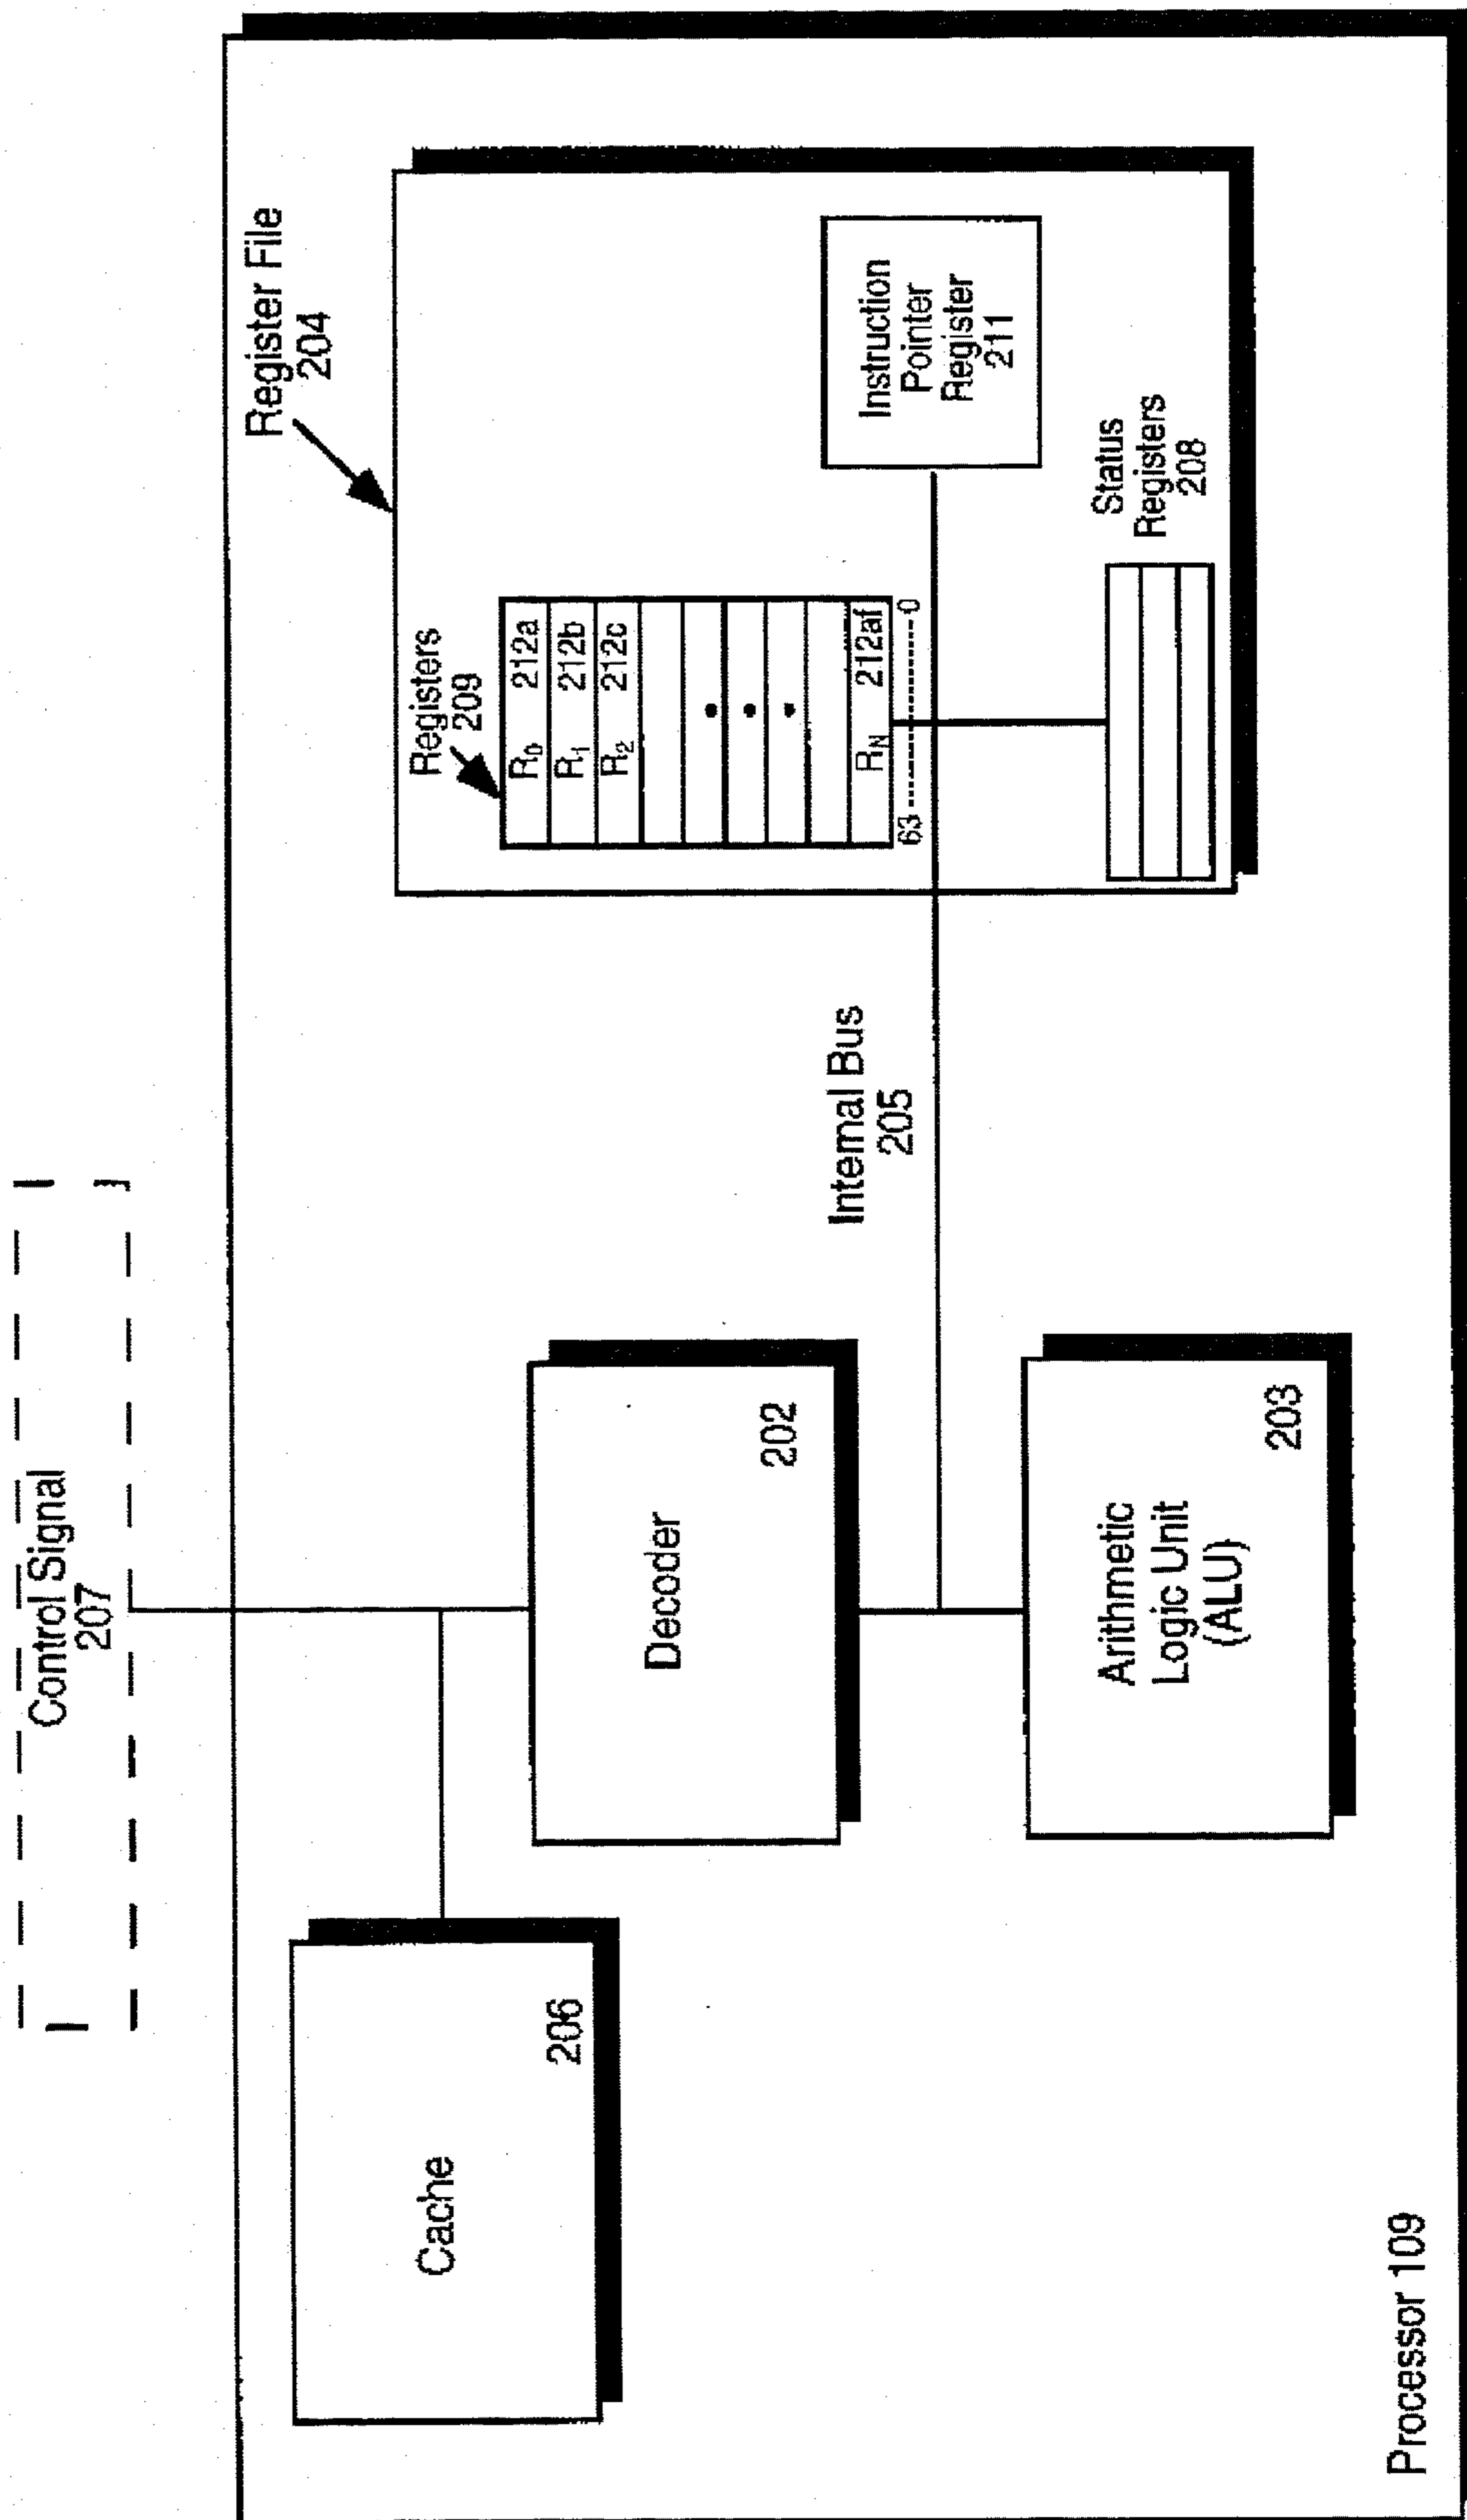 Control Signal
207
Register File
204
Cache
206
Decoder
202
Registers
209
R₀ 212a
R₁ 212b
R₂ 212c
R_N 212af
63 ---------- 0
Instruction
Pointer
Register
211
Internal Bus
205
Arithmetic
Logic Unit
(ALU)
203
Status
Registers
208
Processor 109